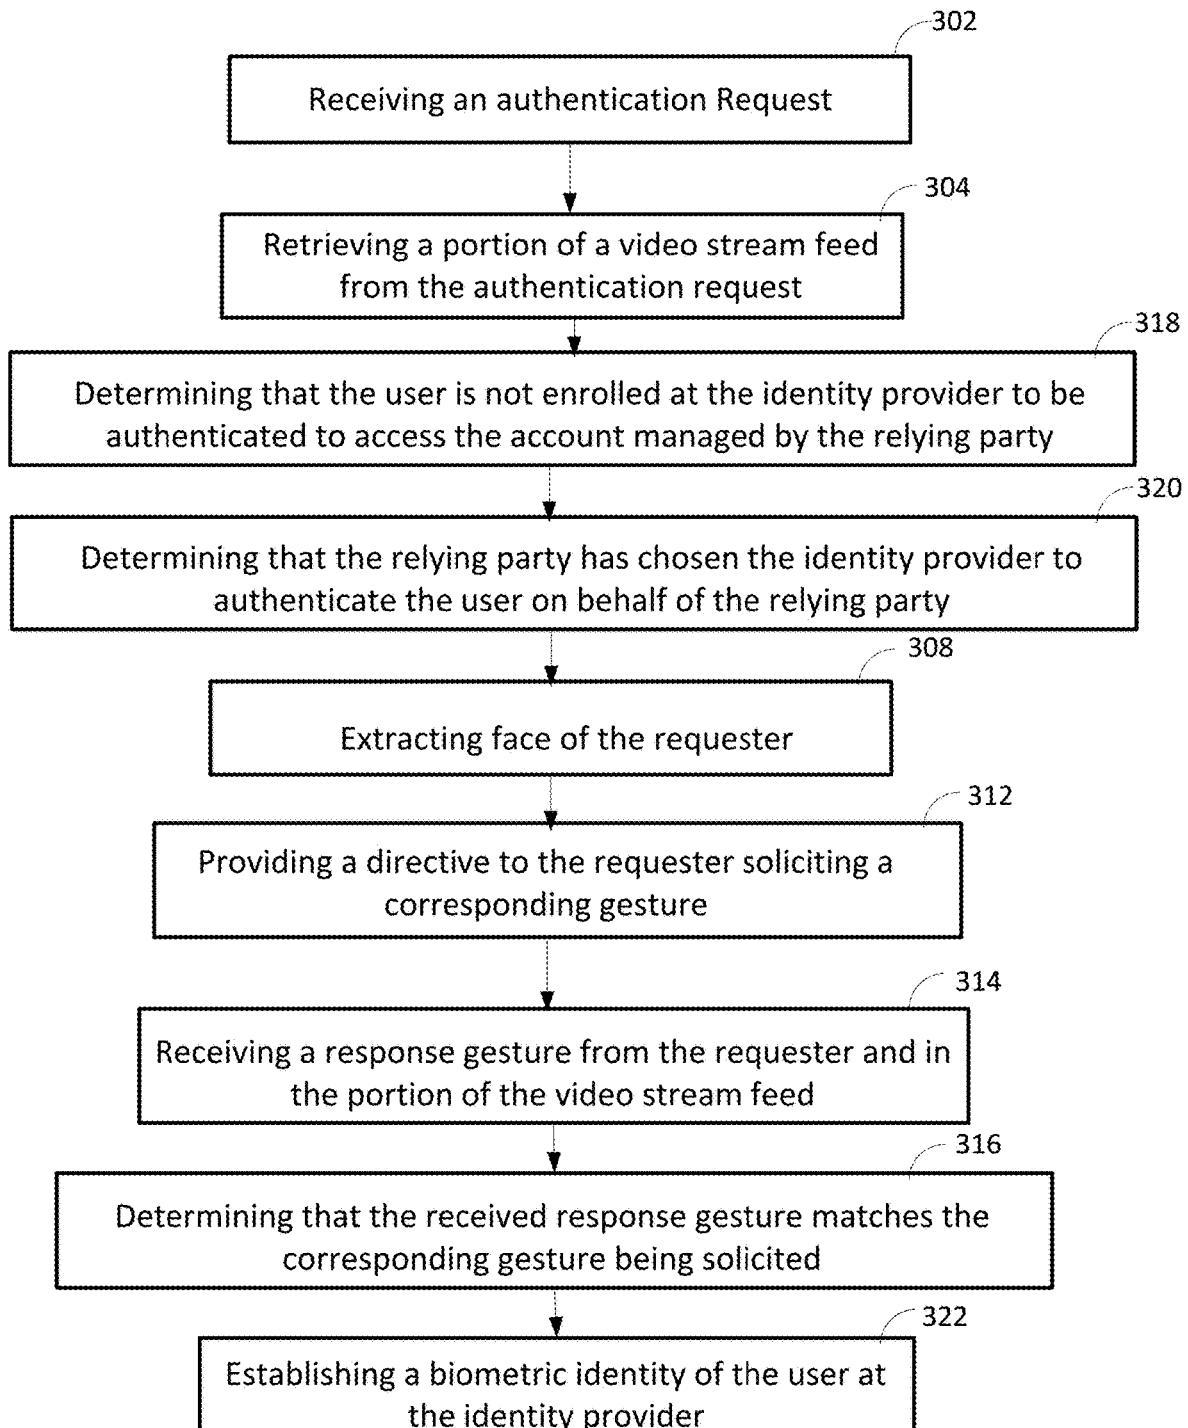 302
Receiving an authentication Request
304
Retrieving a portion of a video stream feed
from the authentication request
318
Determining that the user is not enrolled at the identity provider to be
authenticated to access the account managed by the relying party
320
Determining that the relying party has chosen the identity provider to
authenticate the user on behalf of the relying party
308
Extracting face of the requester
312
Providing a directive to the requester soliciting a
corresponding gesture
314
Receiving a response gesture from the requester and in
the portion of the video stream feed
316
Determining that the received response gesture matches the
corresponding gesture being solicited
322
Establishing a biometric identity of the user at
the identity provider